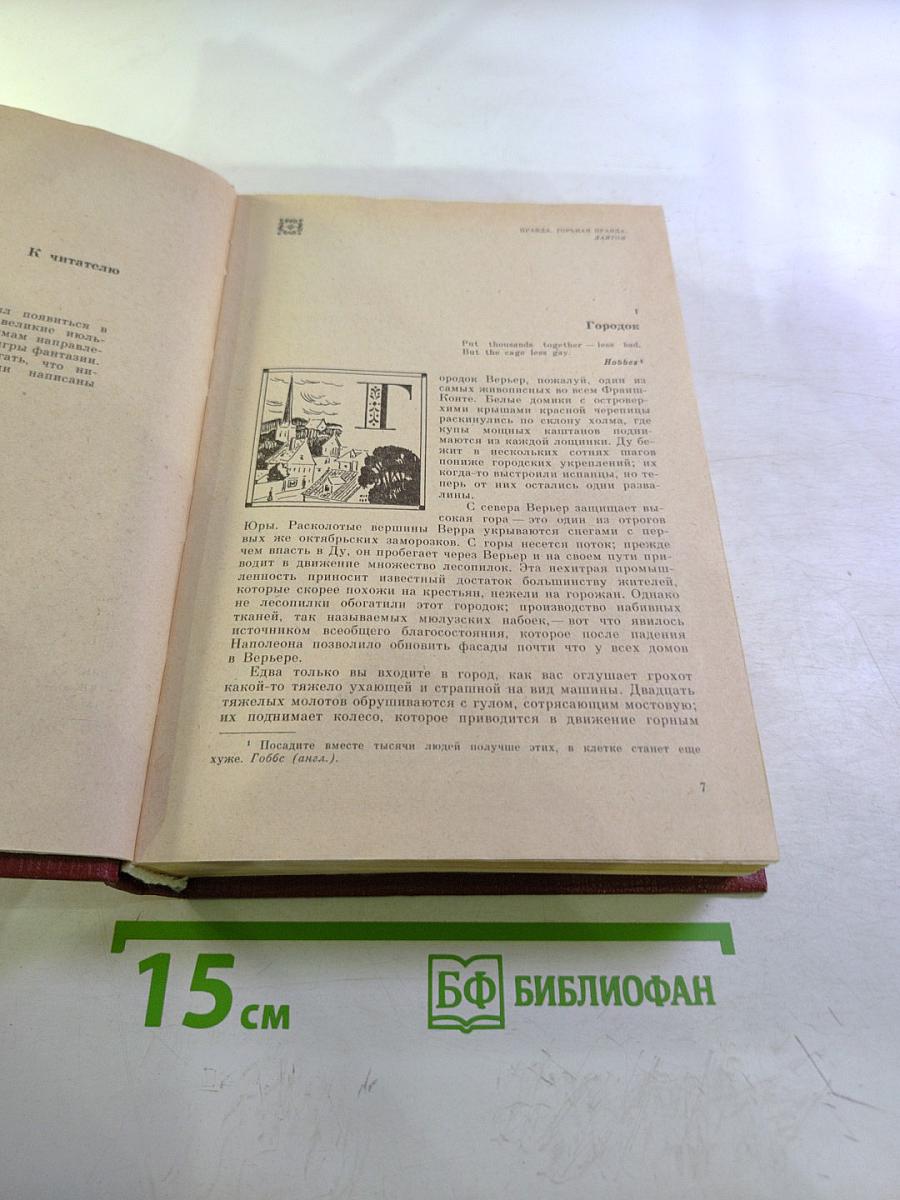 К читателю
появиться в
великие июль-
мам направле-
игры фантазии.
гать, что ни-
написаны
ПРАВДА, ГОРЬКАЯ ПРАВДА.
ДАНТОН
I
Городок
Put thousands together — less bad,
But the cage less gay.
Hobbes¹
Г
ородок Верьер, пожалуй, один из
самых живописных во всем Франш-
Конте. Белые домики с островер-
хими крышами красной черепицы
раскинулись по склону холма, где
купы мощных каштанов подни-
маются из каждой лощинки. Ду бе-
жит в нескольких сотнях шагов
пониже городских укреплений; их
когда-то выстроили испанцы, но те-
перь от них остались одни разва-
лины.
С севера Верьер защищает вы-
сокая гора — это один из отрогов
Юры. Расколотые вершины Верра укрываются снегами с пер-
вых же октябрьских заморозков. С горы несется поток; прежде
чем впасть в Ду, он пробегает через Верьер и на своем пути при-
водит в движение множество лесопилок. Эта нехитрая промыш-
ленность приносит известный достаток большинству жителей,
которые скорее похожи на крестьян, нежели на горожан. Однако
не лесопилки обогатили этот городок; производство набивных
тканей, так называемых мюлузских набоек,— вот что явилось
источником всеобщего благосостояния, которое после падения
Наполеона позволило обновить фасады почти что у всех домов
в Верьере.
Едва только вы входите в город, как вас оглушает грохот
какой-то тяжело ухающей и страшной на вид машины. Двадцать
тяжелых молотов обрушиваются с гулом, сотрясающим мостовую;
их поднимает колесо, которое приводится в движение горным
¹ Посадите вместе тысячи людей получше этих, в клетке станет еще
хуже. Гоббс (англ.).
7
15 см
БФ БИБЛИОФАН